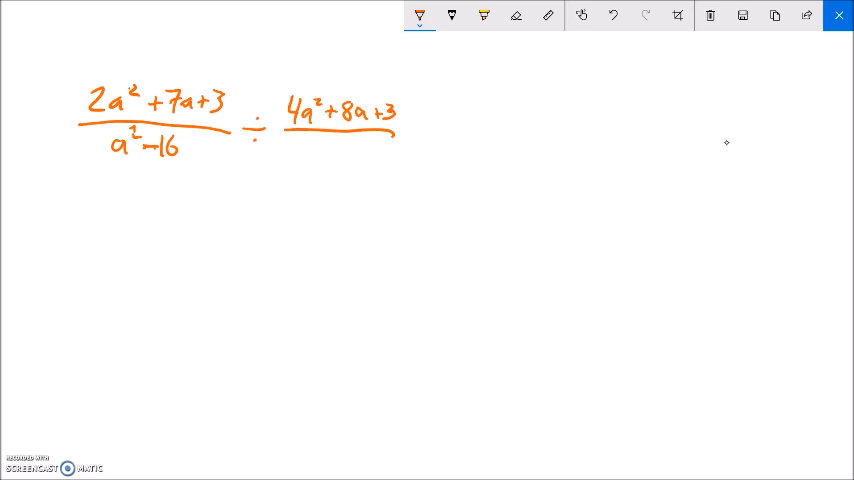 2a² + 7a + 3 ÷ 4a² + 8a + 3
a² - 16
RECORDED WITH
SCREENCAST MATIC